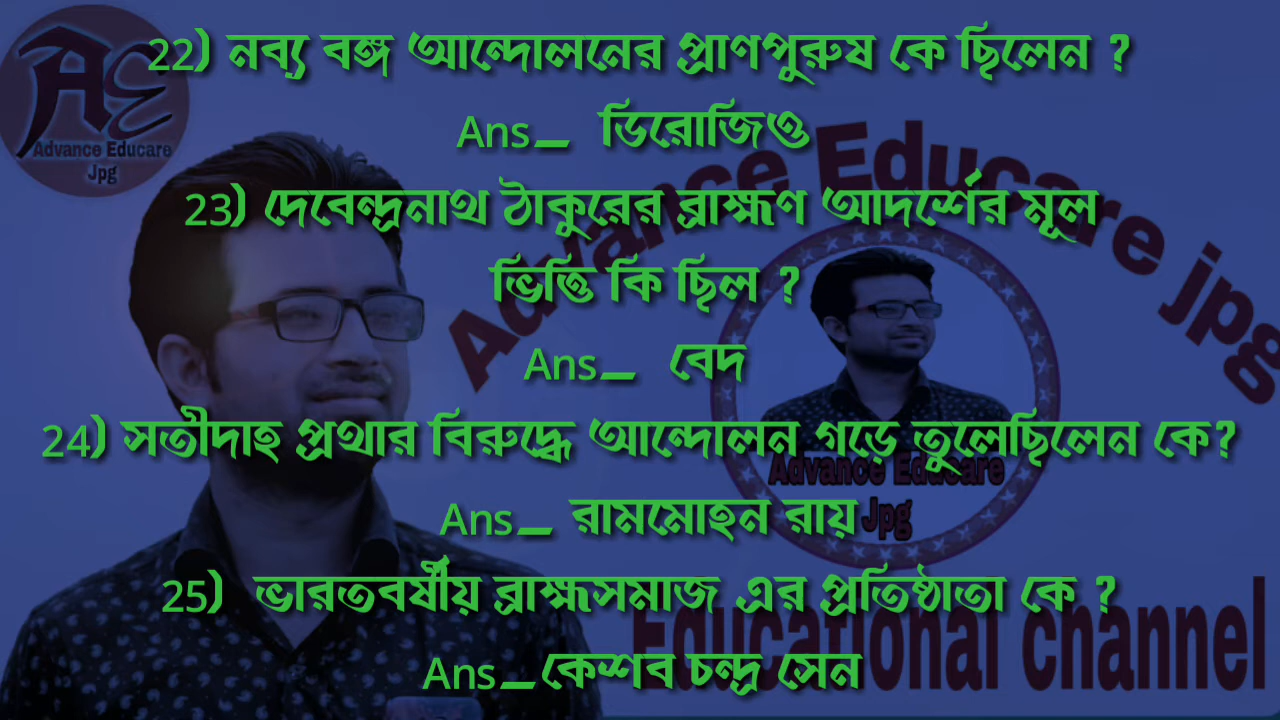 22) নব্য বঙ্গ আন্দোলনের প্রাণপুরুষ কে ছিলেন ?
Ans_ ডিরোজিও
23) দেবেন্দ্রনাথ ঠাকুরের ব্রাহ্মণ আদর্শের মূল
ভিত্তি কি ছিল ?
Ans_ বেদ
24) সতীদাহ প্রথার বিরুদ্ধে আন্দোলন গড়ে তুলেছিলেন কে?
Ans_ রামমোহন রায়
25) ভারতবর্ষীয় ব্রাহ্মসমাজ এর প্রতিষ্ঠাতা কে ?
Ans_কেশব চন্দ্র সেন
AE
Advance Educare
Jpg
Advance Educare jpg
Advance Educare
Jpg
Educational channel